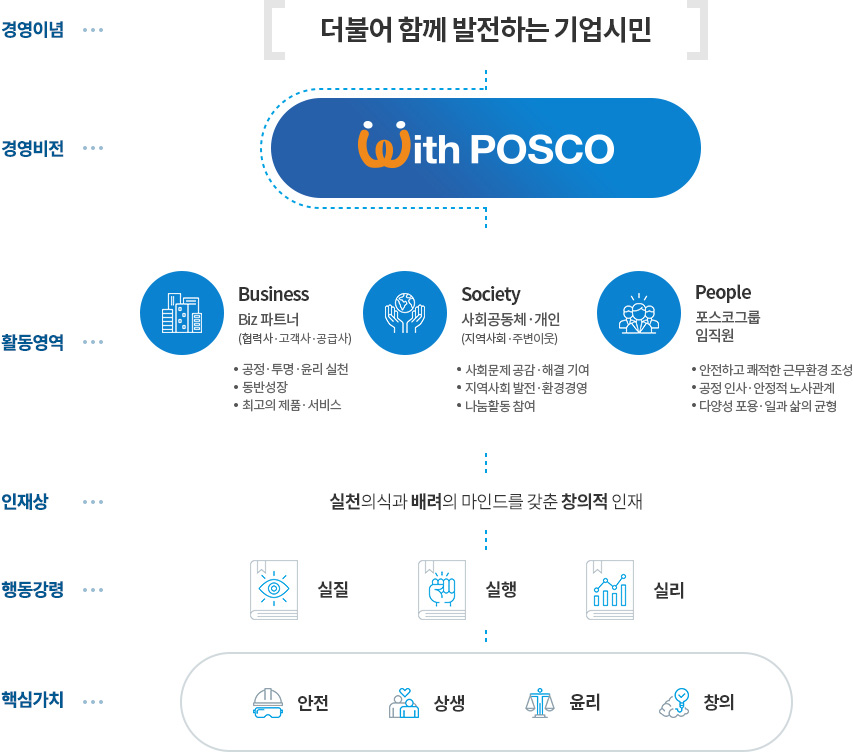 경영이념
더불어 함께 발전하는 기업시민
경영비전
With POSCO
활동영역
Business
Biz 파트너
(협력사·고객사·공급사)
• 공정·투명·윤리 실천
• 동반성장
• 최고의 제품·서비스
Society
사회공동체·개인
(지역사회·주변이웃)
• 사회문제 공감·해결 기여
• 지역사회 발전·환경경영
• 나눔활동 참여
People
포스코그룹
임직원
• 안전하고 쾌적한 근무환경 조성
• 공정 인사·안정적 노사관계
• 다양성 포용·일과 삶의 균형
인재상
실천의식과 배려의 마인드를 갖춘 창의적 인재
행동강령
실질
실행
실리
핵심가치
안전
상생
윤리
창의